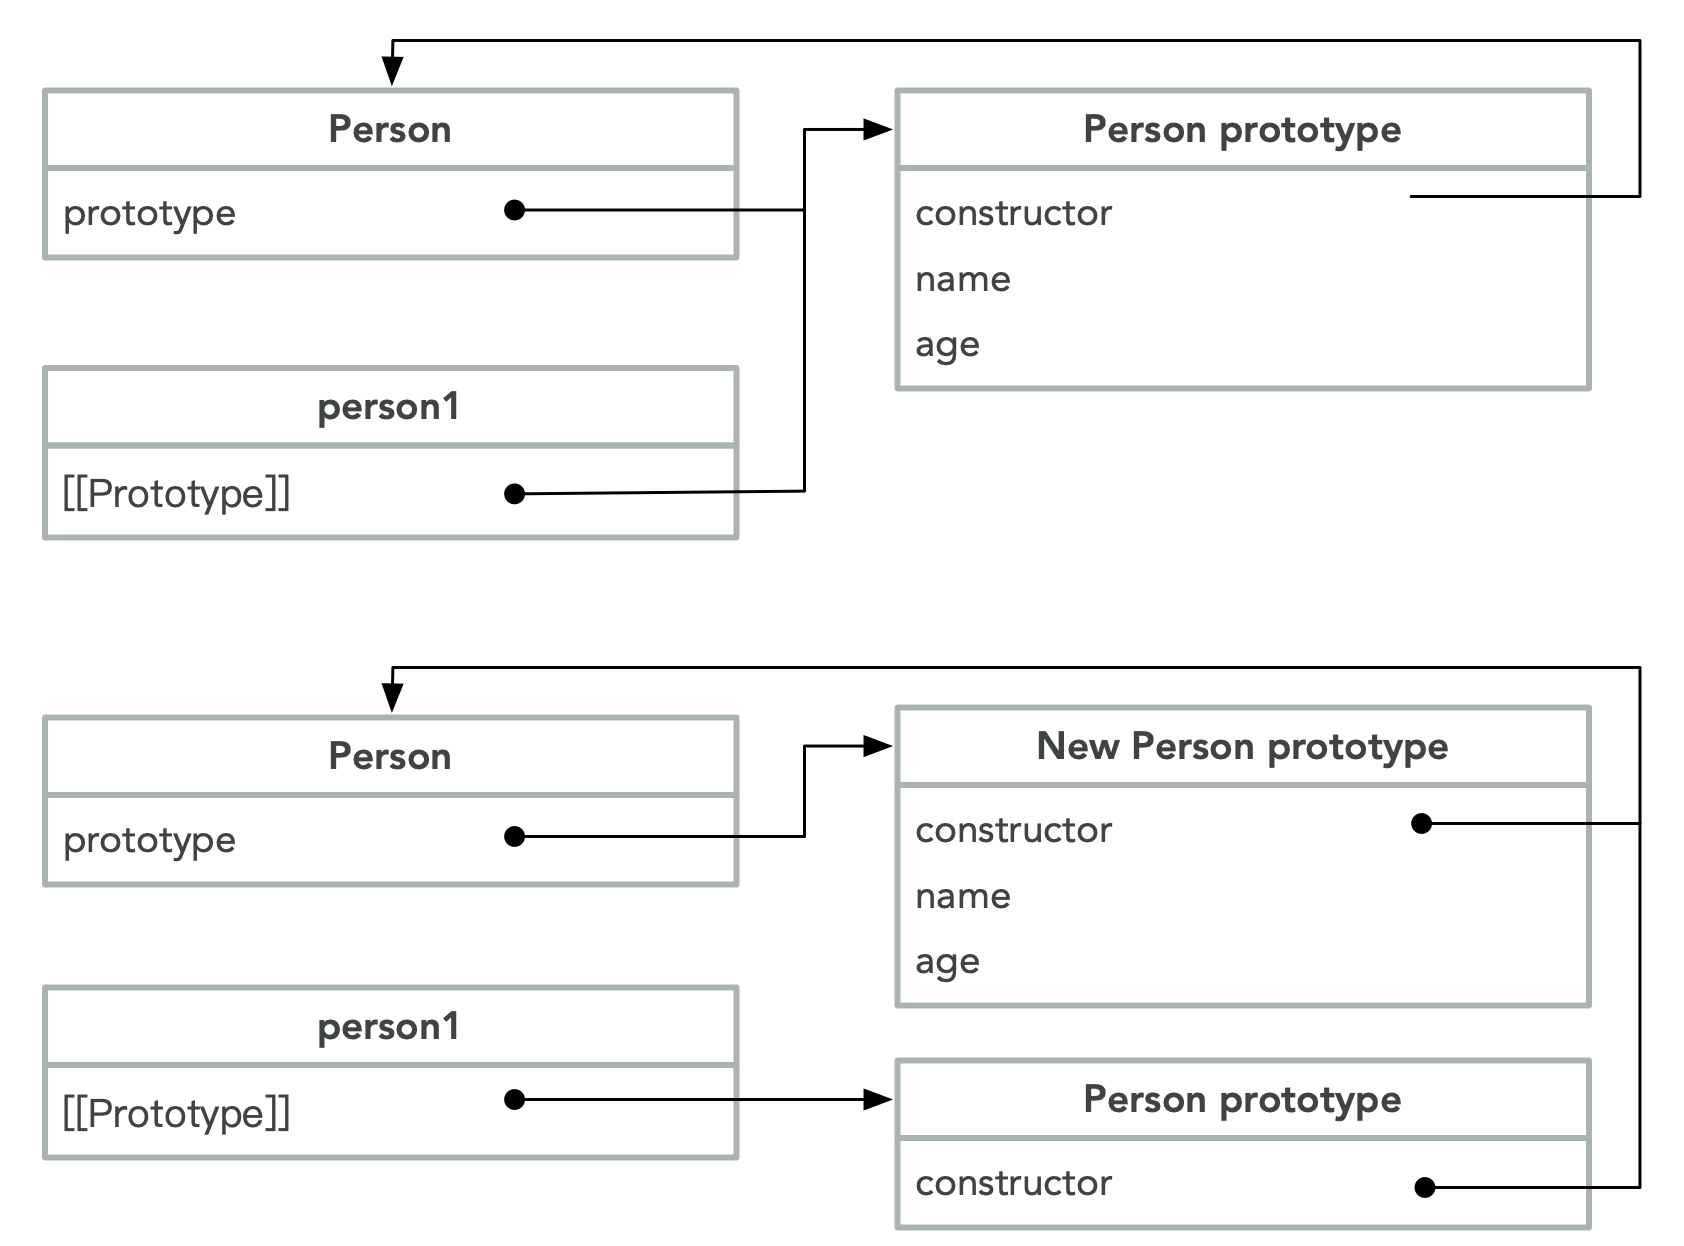 Person
prototype
Person prototype
constructor
name
age
person1
[[Prototype]]
Person
prototype
New Person prototype
constructor
name
age
person1
[[Prototype]]
Person prototype
constructor